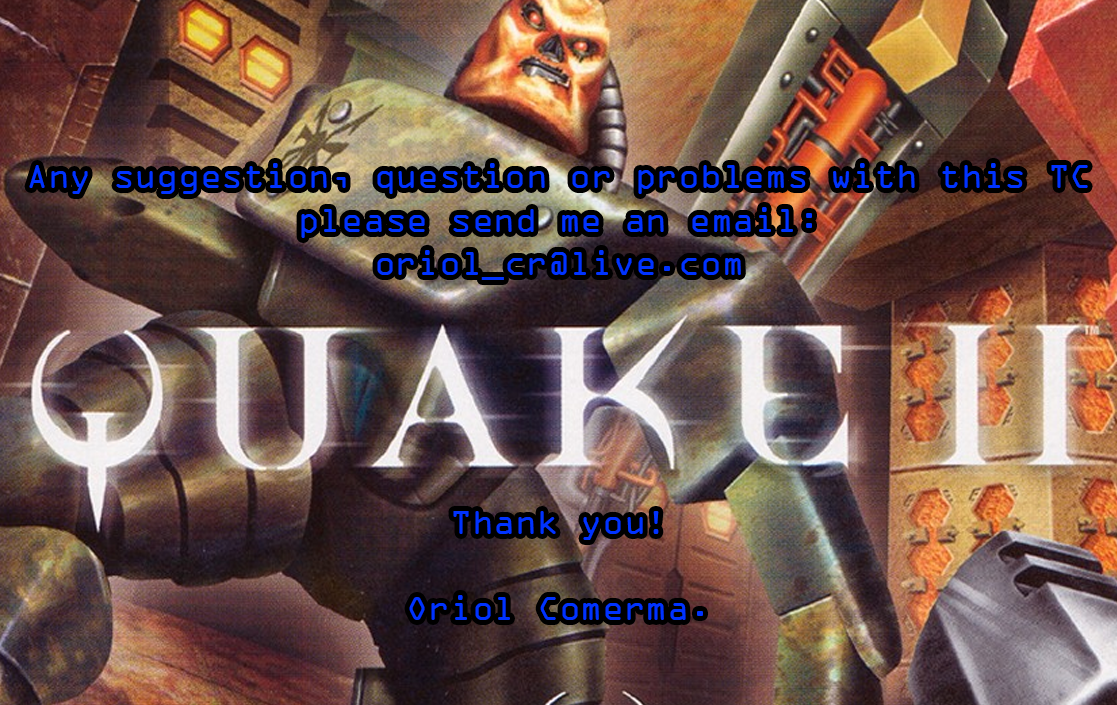 Any suggestion, question or problems with this TC
please send me an email:
oriol_cr@live.com
QUAKE II™
Thank you!
Oriol Comerma.